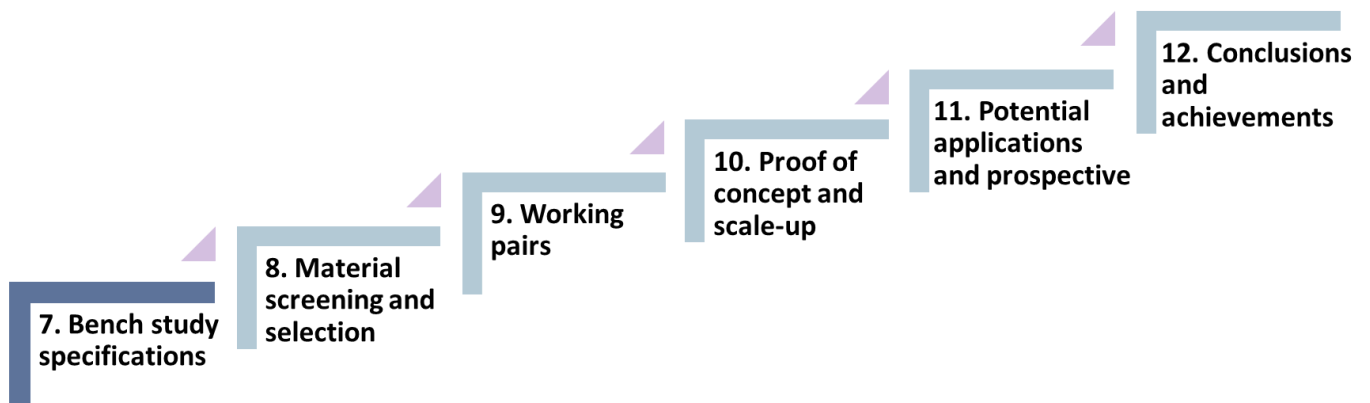 7. Bench study
specifications
8. Material
screening and
selection
9. Working
pairs
10. Proof of
concept and
scale-up
11. Potential
applications
and prospective
12. Conclusions
and
achievements